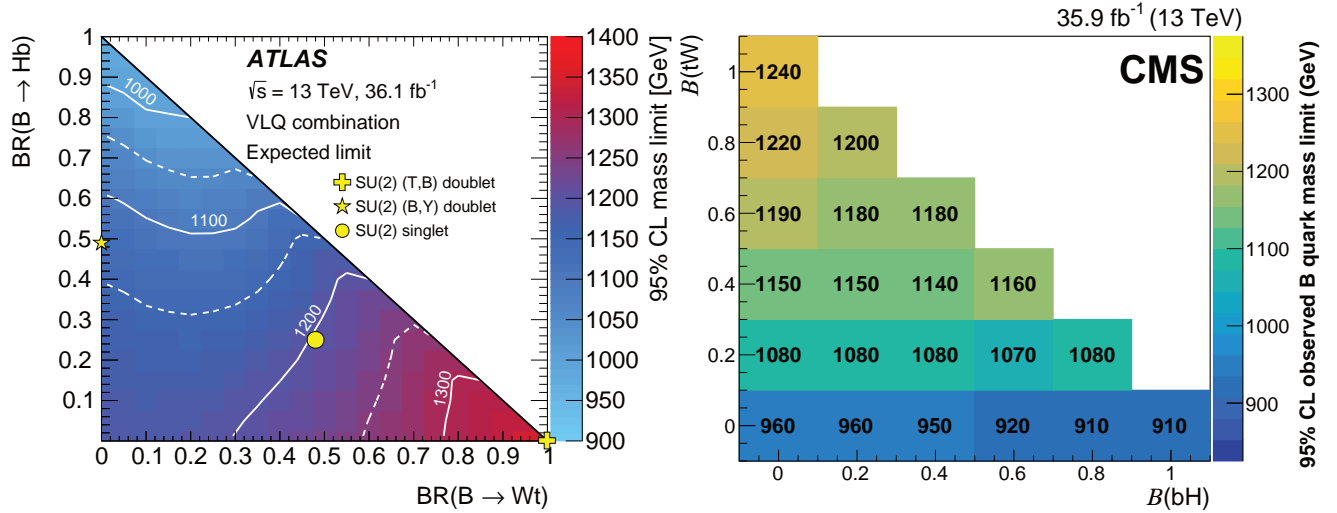 ATLAS
√s = 13 TeV, 36.1 fb⁻¹
VLQ combination
Expected limit
SU(2) (T,B) doublet
SU(2) (B,Y) doublet
SU(2) singlet
BR(B → Hb)
1
0.9
0.8
0.7
0.6
0.5
0.4
0.3
0.2
0.1
1000
1100
1200
1300
0 0.1 0.2 0.3 0.4 0.5 0.6 0.7 0.8 0.9 1
BR(B → Wt)
1400
1350
1300
1250
1200
1150
1100
1050
1000
950
900
95% CL mass limit [GeV]
35.9 fb⁻¹ (13 TeV)
CMS
B(tW)
1
0.8
0.6
0.4
0.2
0
1240
1220 1200
1190 1180 1180
1150 1150 1140 1160
1080 1080 1080 1070 1080
960 960 950 920 910 910
0 0.2 0.4 0.6 0.8 1
B(bH)
1300
1200
1100
1000
900
95% CL observed B quark mass limit (GeV)